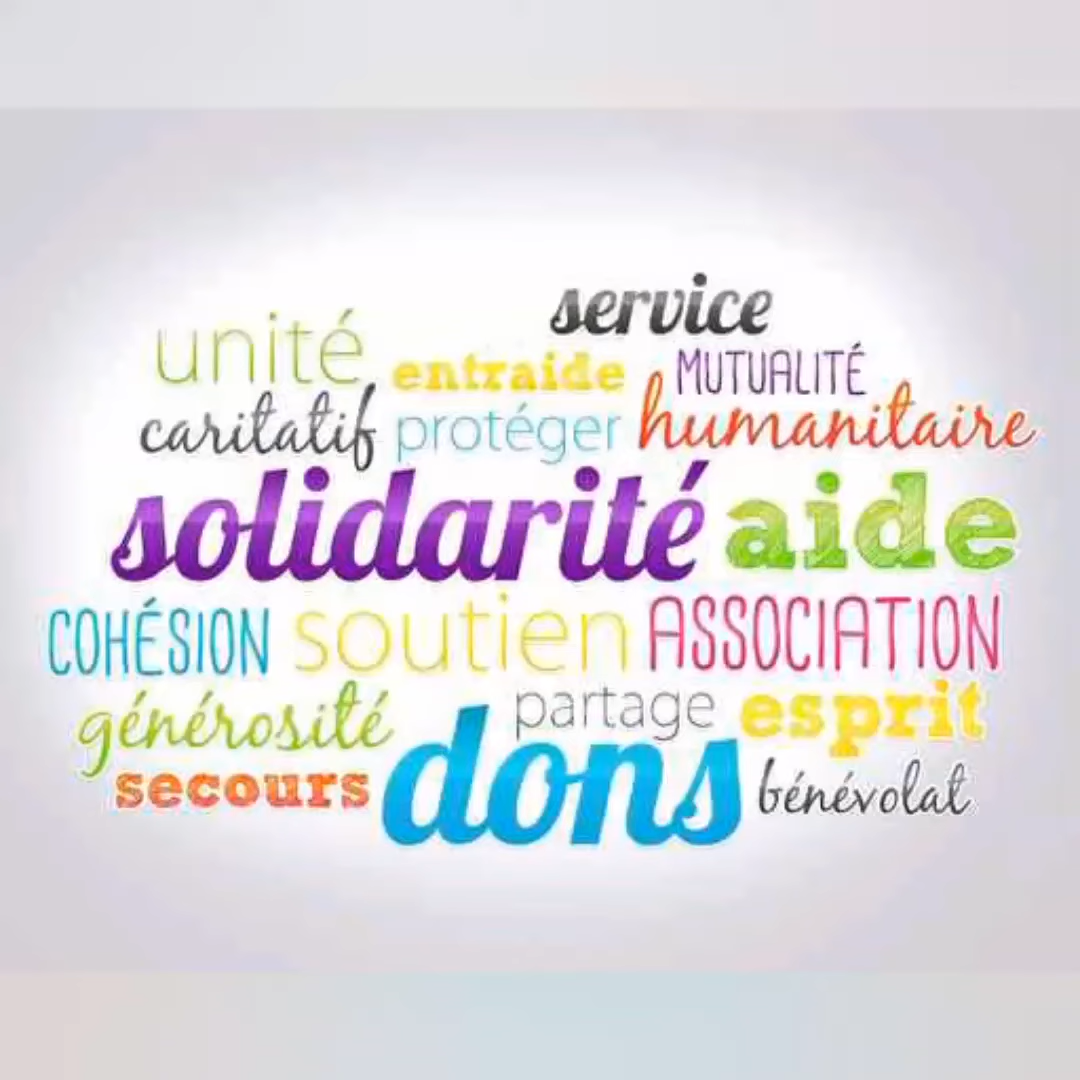 service
unité entraide MUTUALITÉ
caritatif protéger humanitaire
solidarité aide
COHÉSION soutien ASSOCIATION
générosité partage esprit
secours dons bénévolat